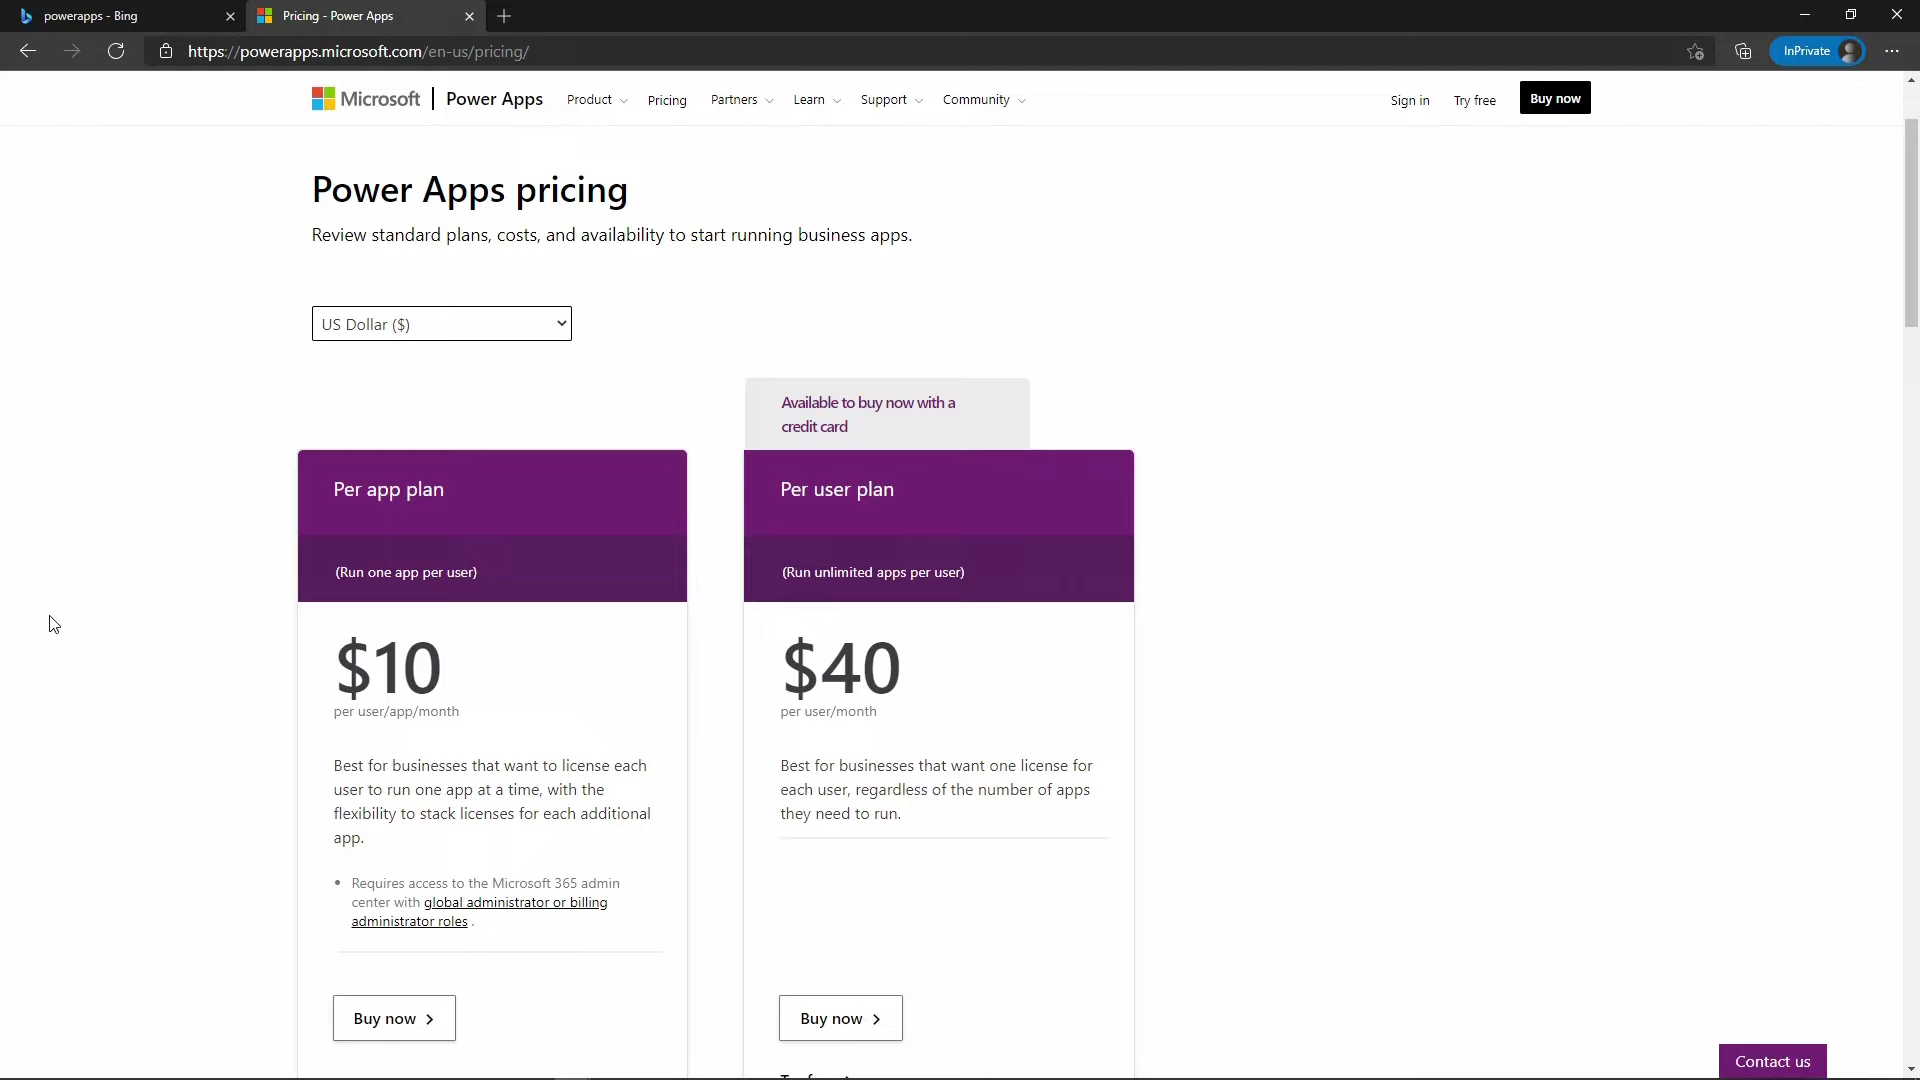 powerapps - Bing
Pricing - Power Apps
https://powerapps.microsoft.com/en-us/pricing/
InPrivate
Microsoft
Power Apps
Product
Pricing
Partners
Learn
Support
Community
Sign in
Try free
Buy now
Power Apps pricing
Review standard plans, costs, and availability to start running business apps.
US Dollar ($)
Available to buy now with a
credit card
Per app plan
(Run one app per user)
$10
per user/app/month
Best for businesses that want to license each
user to run one app at a time, with the
flexibility to stack licenses for each additional
app.
• Requires access to the Microsoft 365 admin
center with global administrator or billing
administrator roles .
Buy now
Per user plan
(Run unlimited apps per user)
$40
per user/month
Best for businesses that want one license for
each user, regardless of the number of apps
they need to run.
Buy now
Contact us